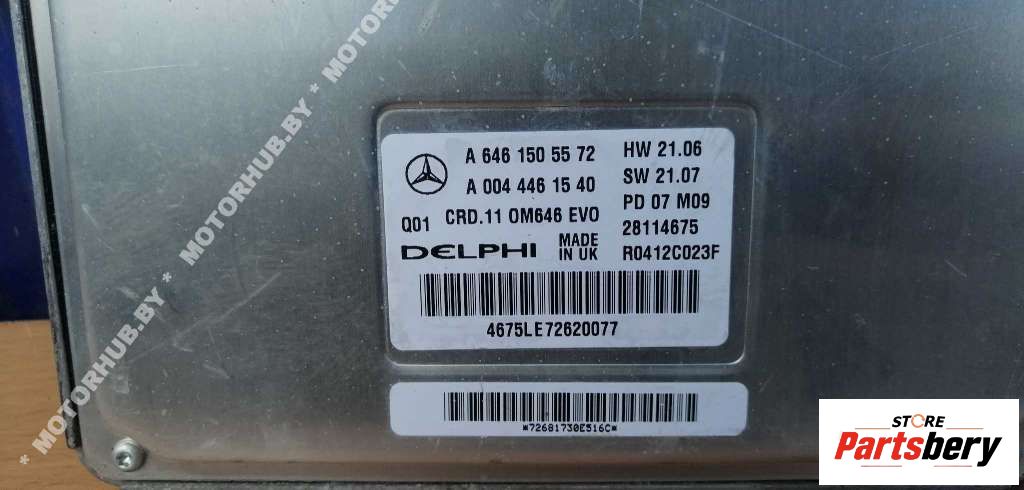 A 646 150 55 72
A 004 446 15 40
Q01 CRD.11 OM646 EVO
DELPHI MADE IN UK
HW 21.06
SW 21.07
PD 07 M09
28114675
R0412C023F
4675LE72620077
*72681730E516C*
* MOTORHUB.BY * MOTORHUB.BY * MOTORHUB.BY * MOTORHUB
STORE
Partsbery